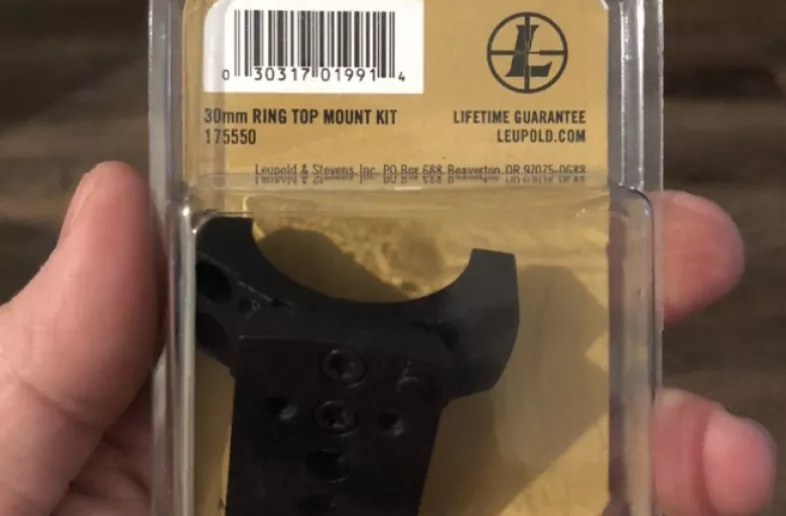 0 30317 01991 4
30mm RING TOP MOUNT KIT
175550
L
LIFETIME GUARANTEE
LEUPOLD.COM
Leupold & Stevens, Inc. PO Box 688, Beaverton, OR 97075-0688